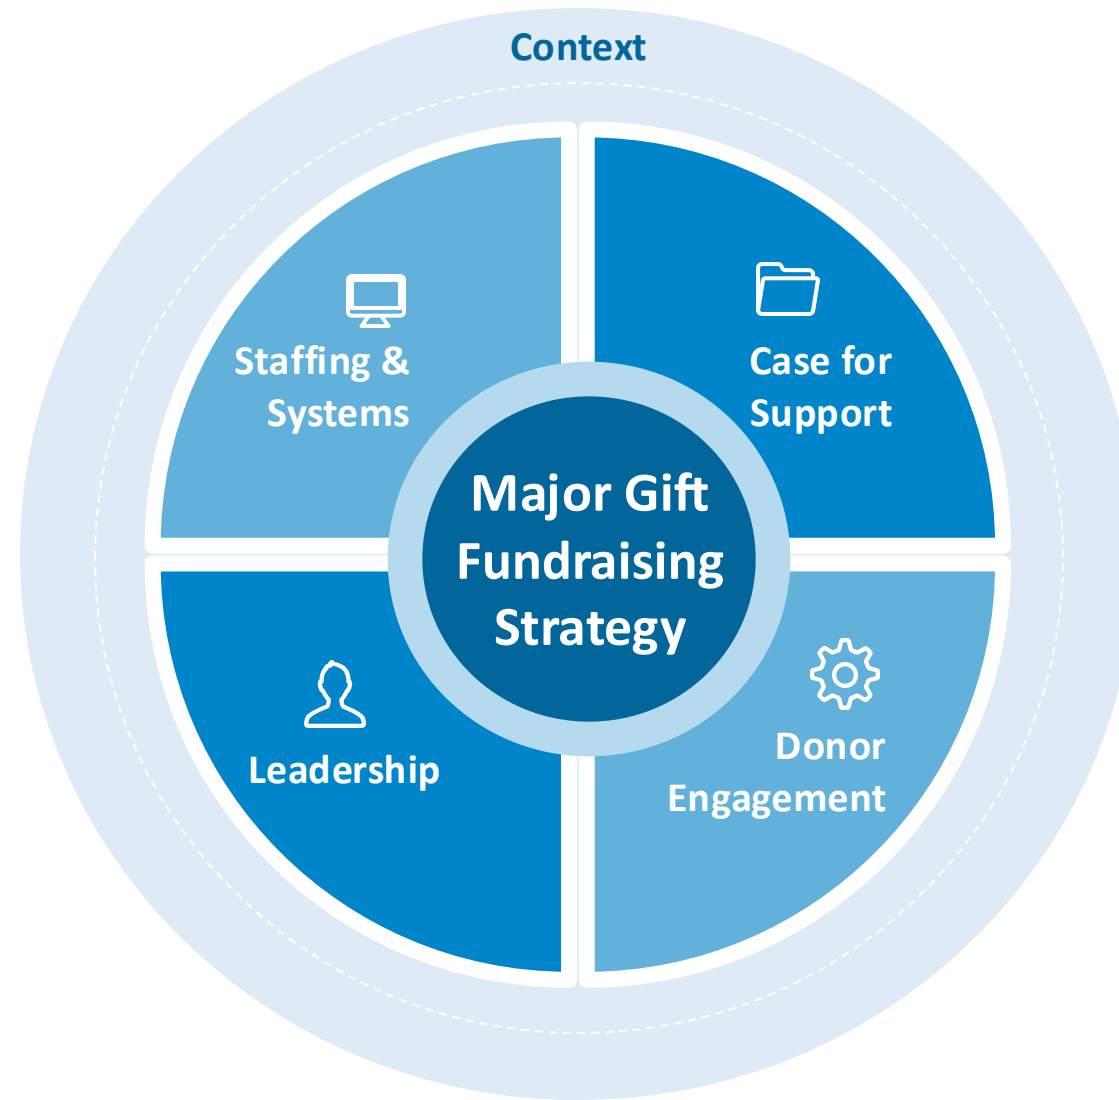 Context
Staffing &
Systems
Case for
Support
Major Gift
Fundraising
Strategy
Leadership
Donor
Engagement